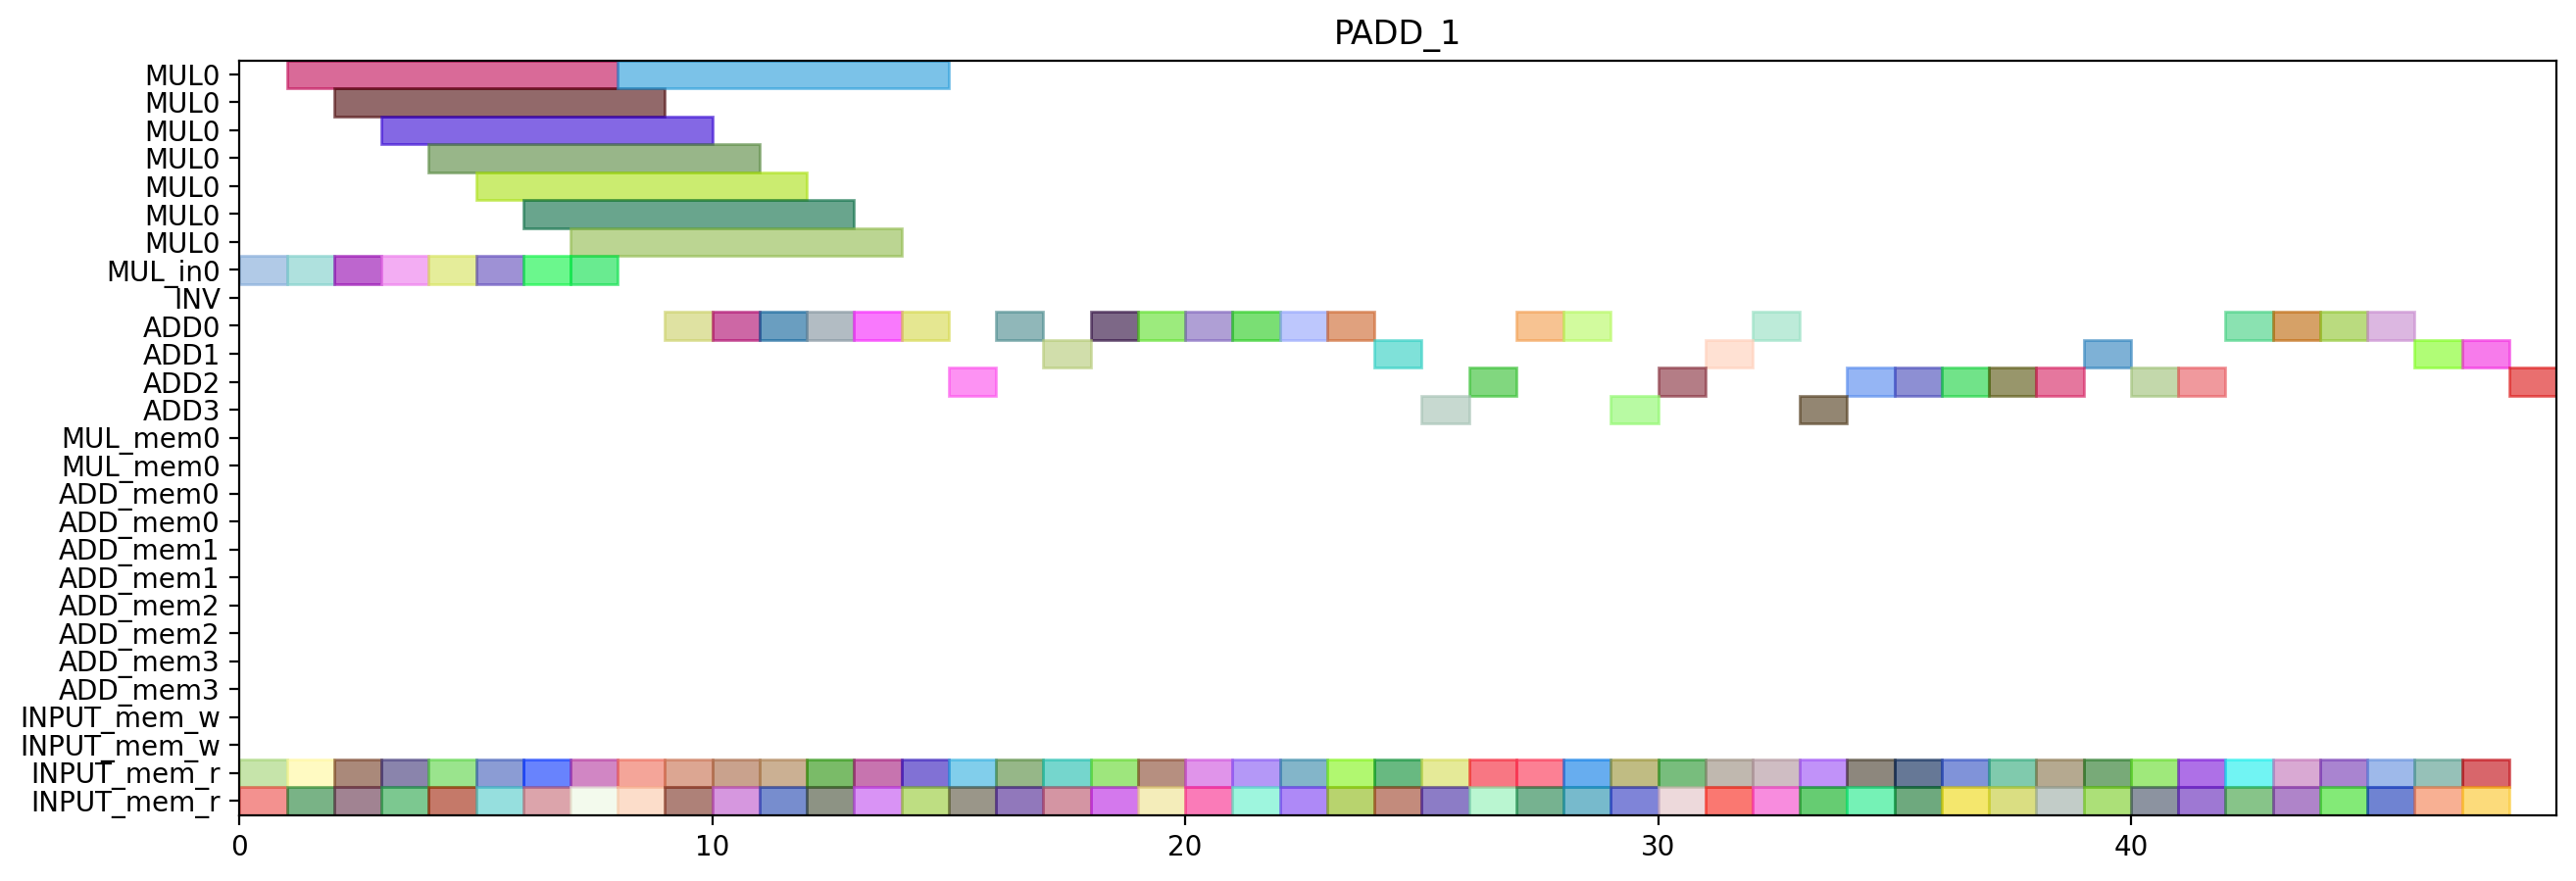 PADD_1
MUL0
MUL0
MUL0
MUL0
MUL0
MUL0
MUL0
MUL_in0
INV
ADD0
ADD1
ADD2
ADD3
MUL_mem0
MUL_mem0
ADD_mem0
ADD_mem0
ADD_mem1
ADD_mem1
ADD_mem2
ADD_mem2
ADD_mem3
ADD_mem3
INPUT_mem_w
INPUT_mem_w
INPUT_mem_r
INPUT_mem_r
0 10 20 30 40